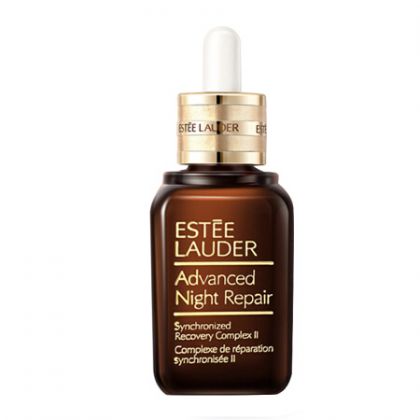 ESTĒE LAUDER
ESTĒE
LAUDER
Advanced
Night Repair
Synchronized
Recovery Complex II
Complexe de réparation
synchronisée II